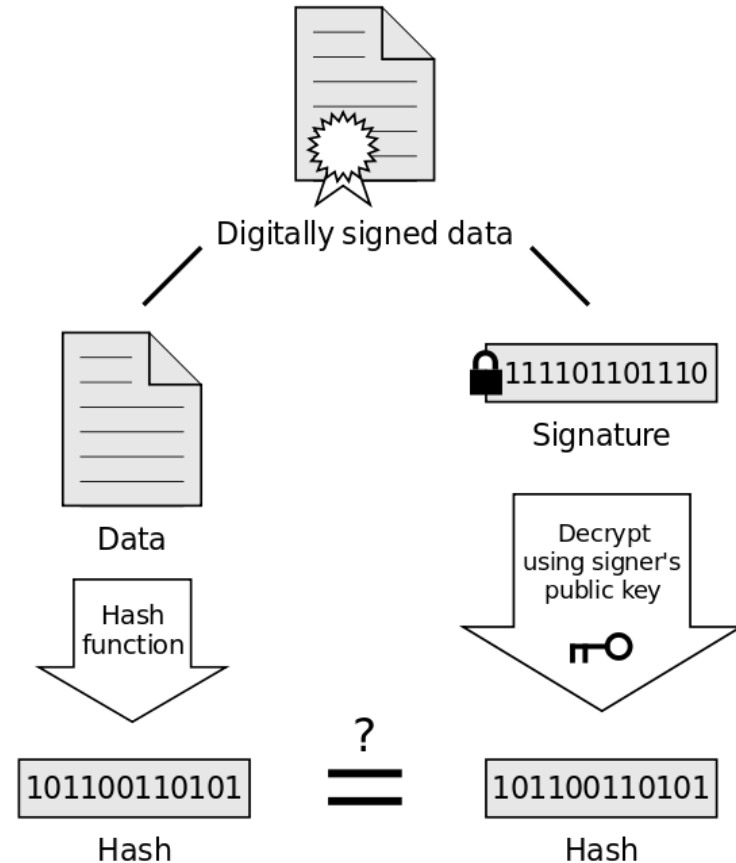 Digitally signed data
111101101110
Signature
Data
Decrypt
using signer's
public key
Hash
function
?
101100110101
101100110101
Hash
Hash